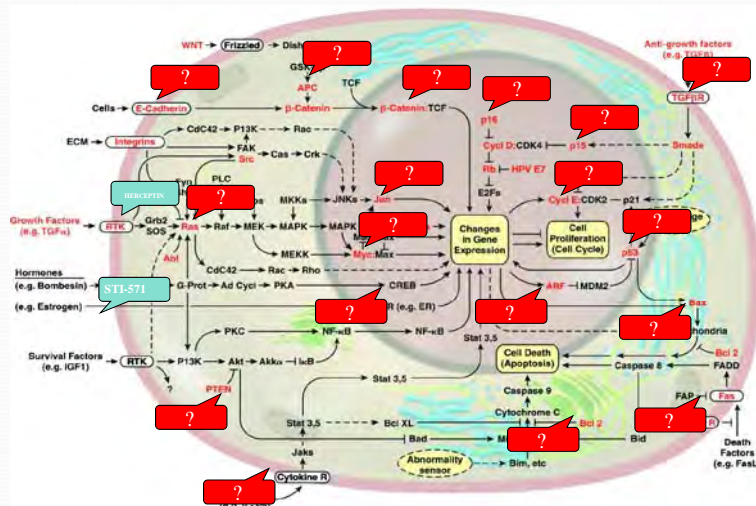 WNT
Frizzled
Dish
GS
?
?
Anti-growth factors
(e.g. TGFβ)
?
?
APC
TCF
TGFβR
Cells
E-Cadherin
β-Catenin
β-Catenin:TCF
p16
?
?
CdC42
P13K
Rac
Cycl D:CDK4
p15
Smads
ECM
Integrins
FAK
Src
Cas
Crk
Rb
HPV E7
?
PLC
E2Fs
HERCEPTIN
?
MKKs
JNKs
Jun
?
Cycl E:CDK2
p21
Growth Factors
(e.g. TGFα)
RTK
Grb2
SOS
Ras
Raf
MEK
MAPK
MAPK
Changes in Gene
Expression
Cell
Proliferation
(Cell Cycle)
?
?
MEKK
Myc:Max
p53
Abl
CdC42
Rac
Rho
Hormones
(e.g. Bombesin)
STI-571
G-Prot
Ad Cycl
PKA
CREB
ARF
MDM2
(e.g. Estrogen)
R (e.g. ER)
Bax
?
?
?
PKC
NF-κB
NF-κB
Stat 3,5
Cell Death
(Apoptosis)
Bcl 2
Survival Factors
(e.g. IGF1)
RTK
P13K
Akt
Akkα
IκB
Caspase 8
FADD
?
PTEN
Stat 3,5
Caspase 9
FAP
Fas
?
Cytochrome C
?
R
Stat 3,5
Bcl XL
Bcl 2
?
Bad
Bid
Death
Factors
(e.g. FasL)
Jaks
Abnormality
sensor
Bim, etc
?
Cytokine R